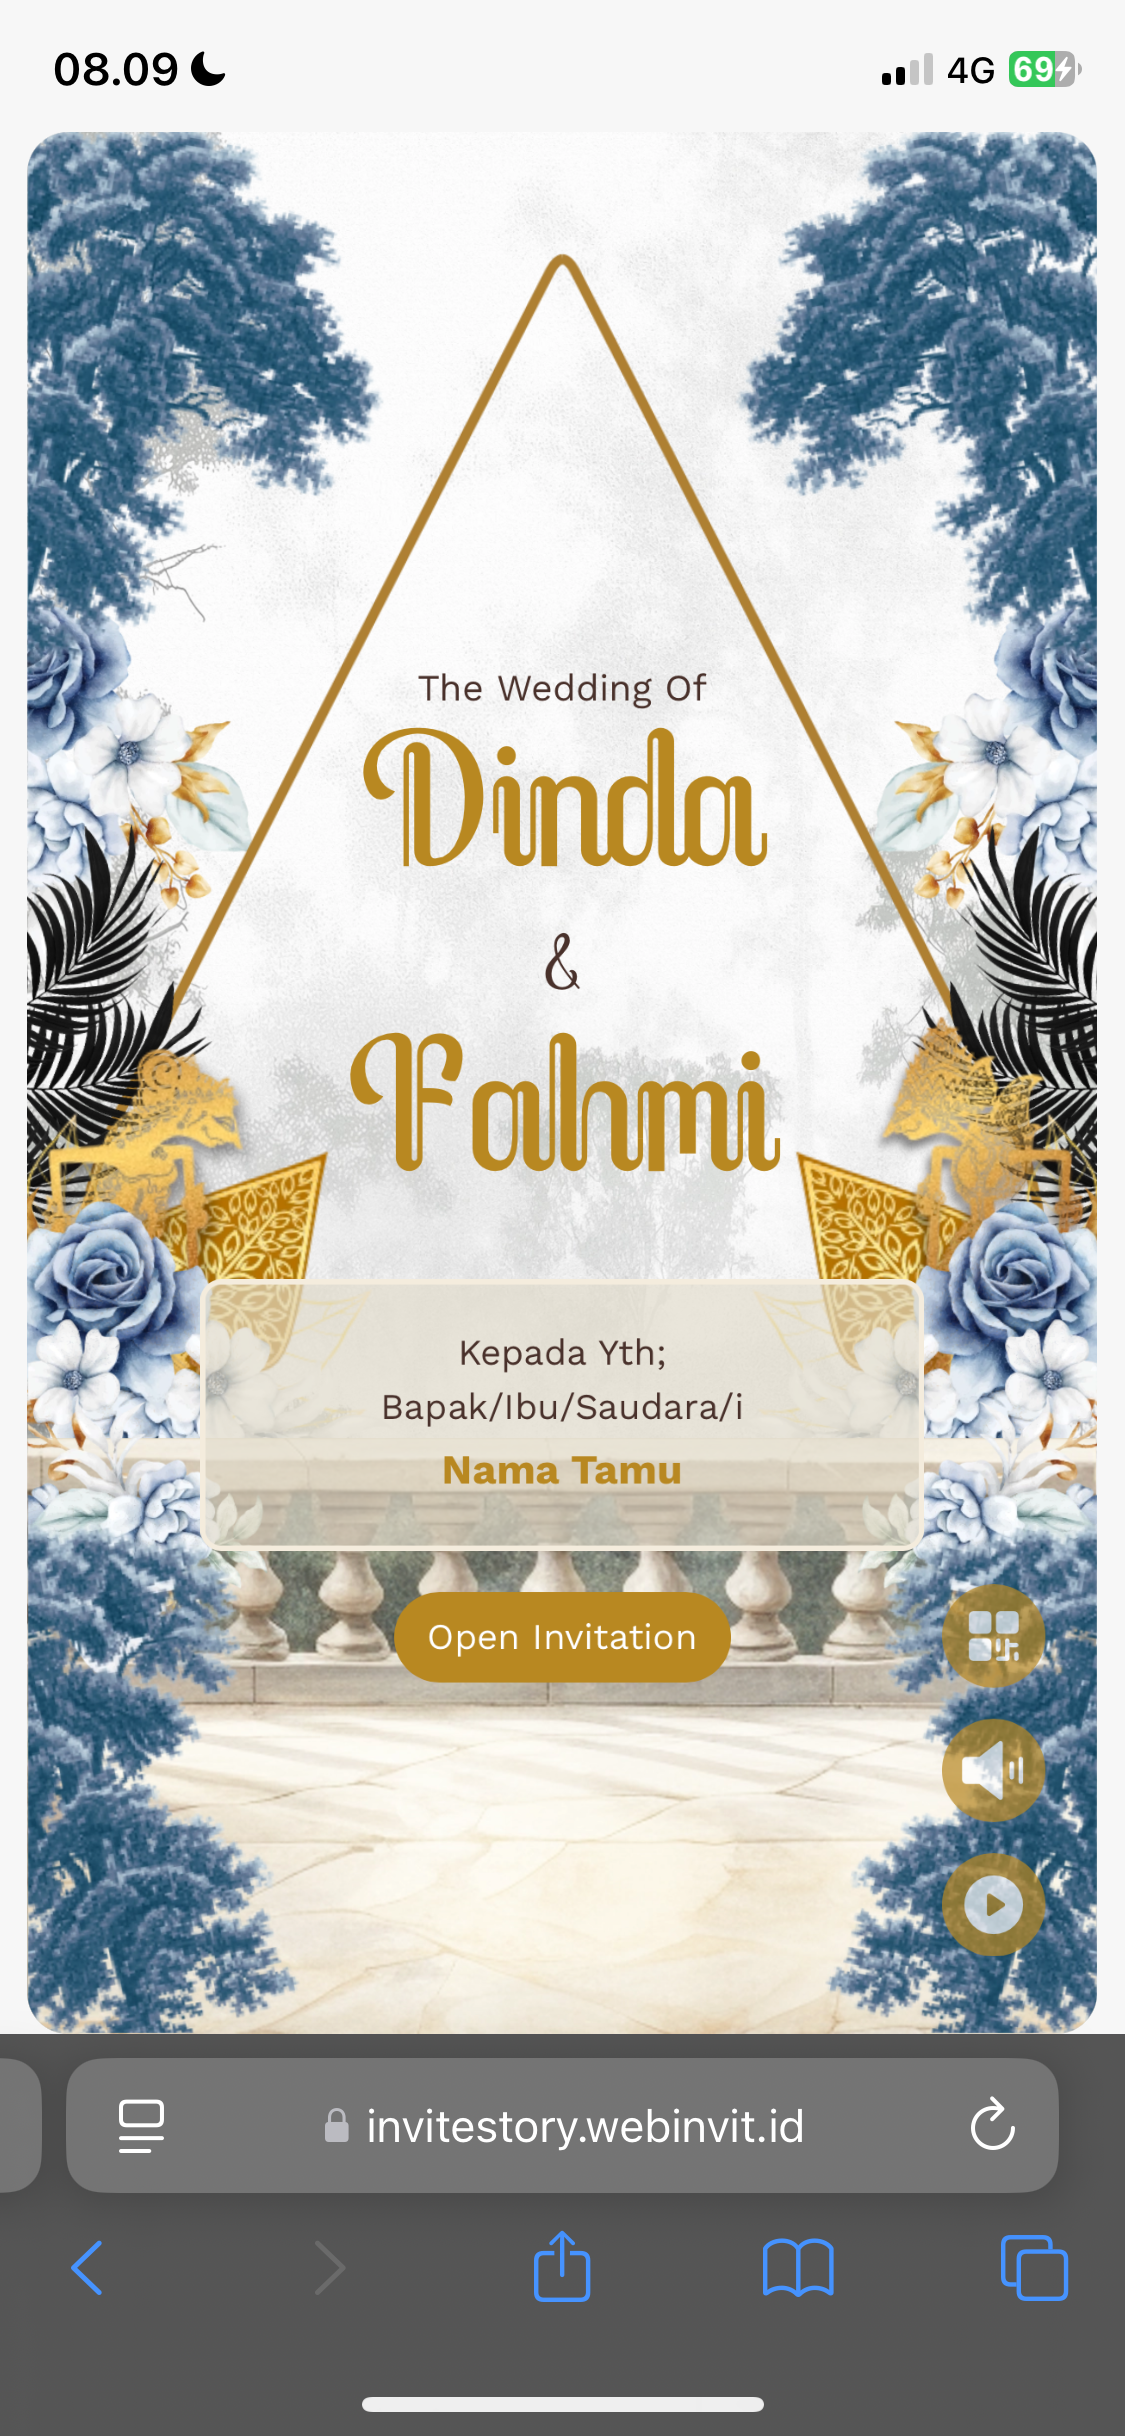 08.09
4G
69
The Wedding Of
Dinda
&
Fahmi
Kepada Yth;
Bapak/Ibu/Saudara/i
Nama Tamu
Open Invitation
invitestory.webinvit.id